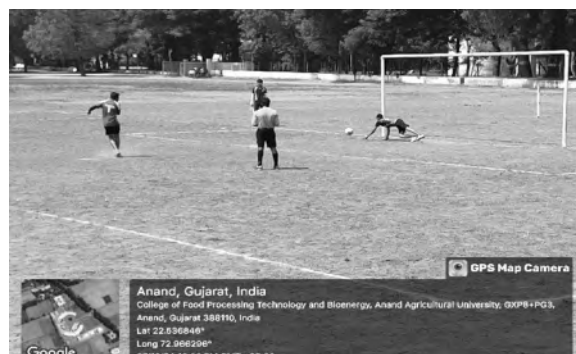 GPS Map Camera
Anand, Gujarat, India
College of Food Processing Technology and Bioenergy, Anand Agricultural University, GXP8+PG3,
Anand, Gujarat 388110, India
Lat 22.536846°
Long 72.966296°
Google